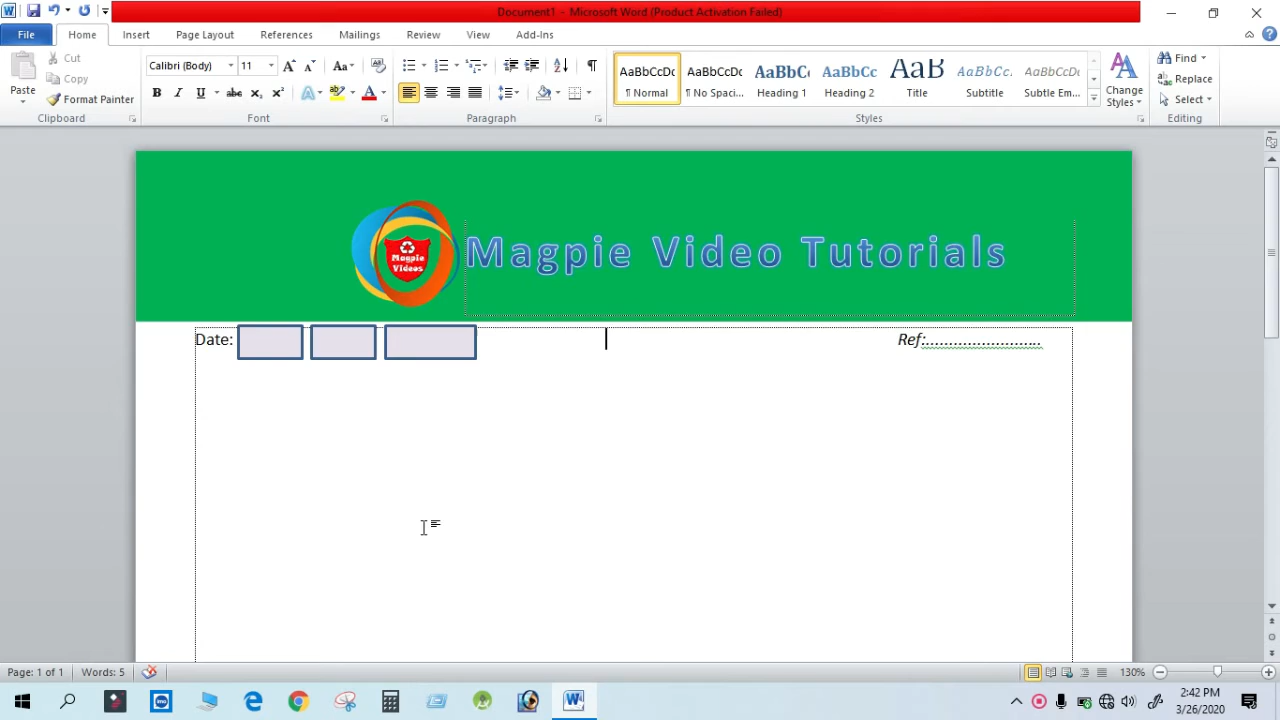 Document1 - Microsoft Word (Product Activation Failed)
File Home Insert Page Layout References Mailings Review View Add-Ins
Paste
Cut
Copy
Format Painter
Clipboard
Calibri (Body) 11
Font
Paragraph
AaBbCcDc AaBbCcDc AaBbC AaBbCc AaB AaBbCc. AaBbCcDc
¶ Normal ¶ No Spaci... Heading 1 Heading 2 Title Subtitle Subtle Em...
Change Styles
Styles
Find
Replace
Select
Editing
Magpie
Videos
Magpie Video Tutorials
Date: Ref:..........................
Page: 1 of 1 Words: 5 130%
2:42 PM
3/26/2020